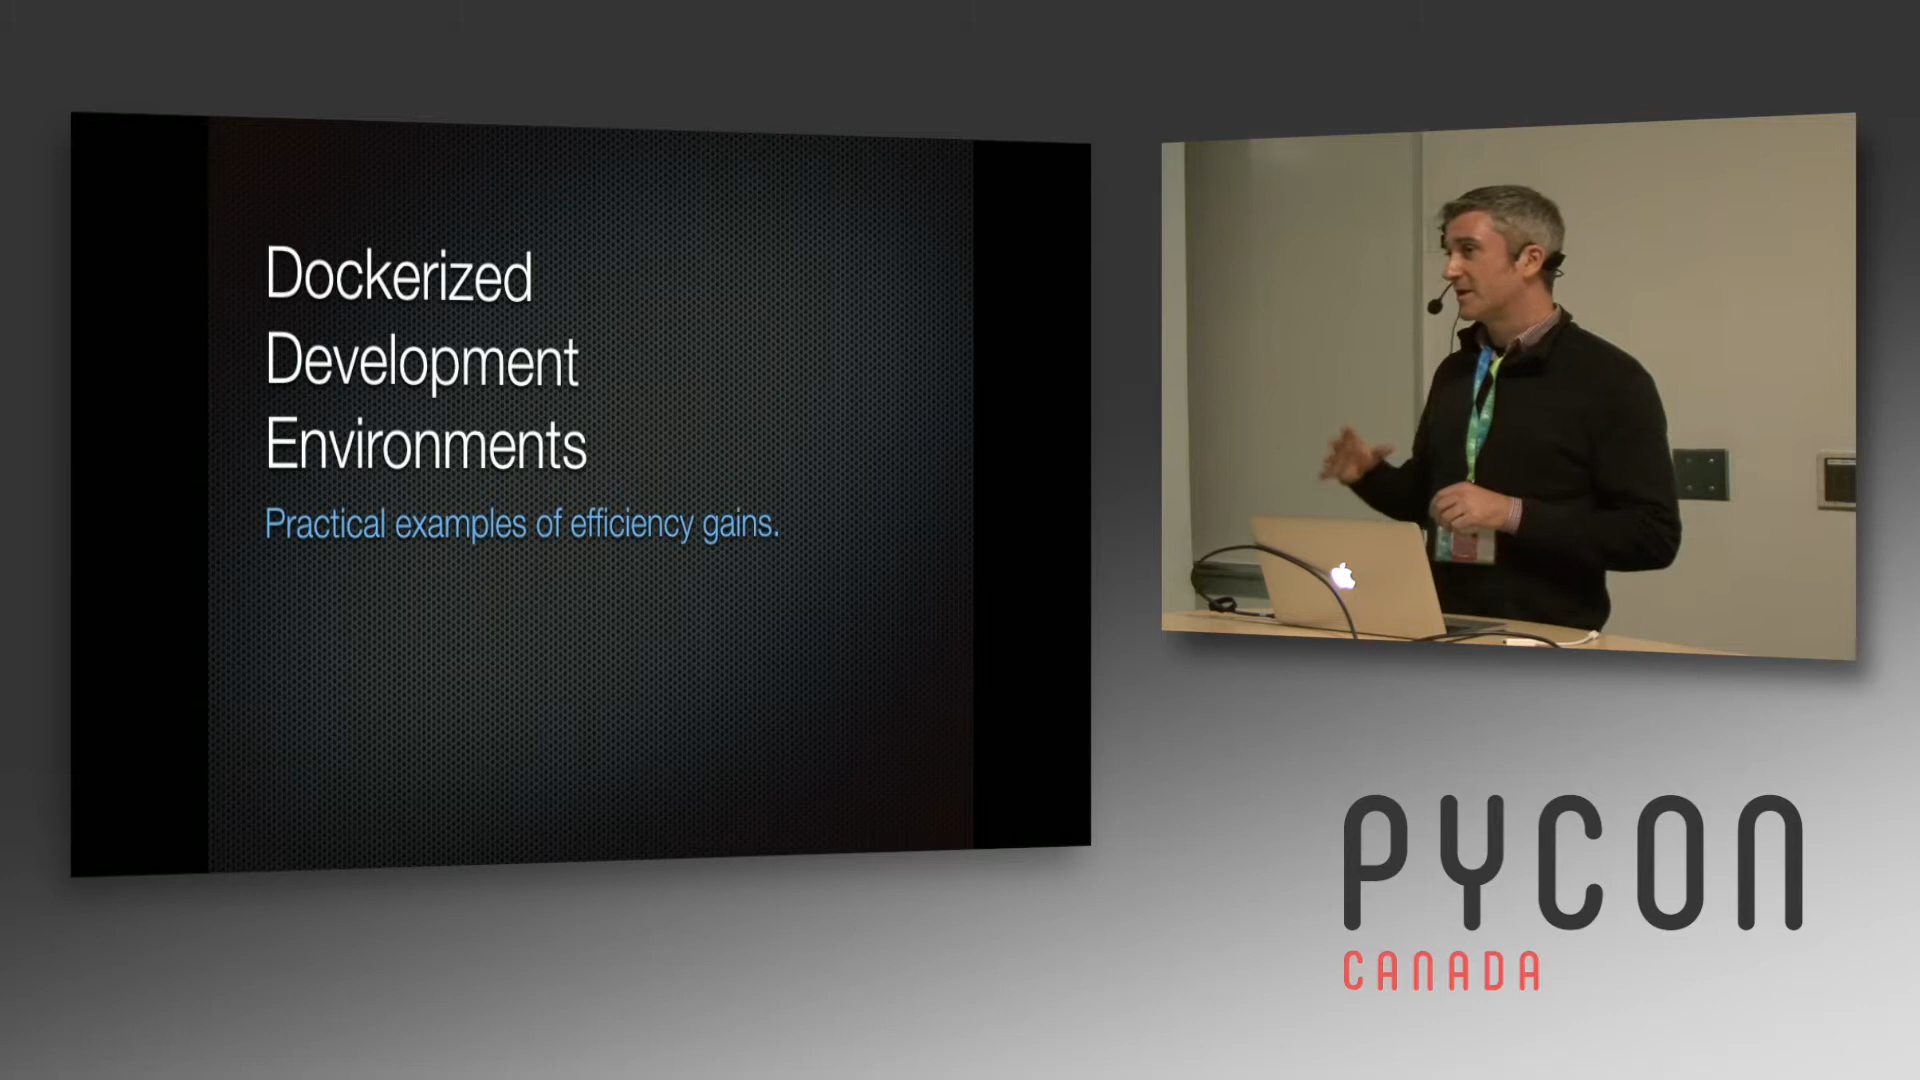 Dockerized
Development
Environments
Practical examples of efficiency gains.
PYCON
CANADA